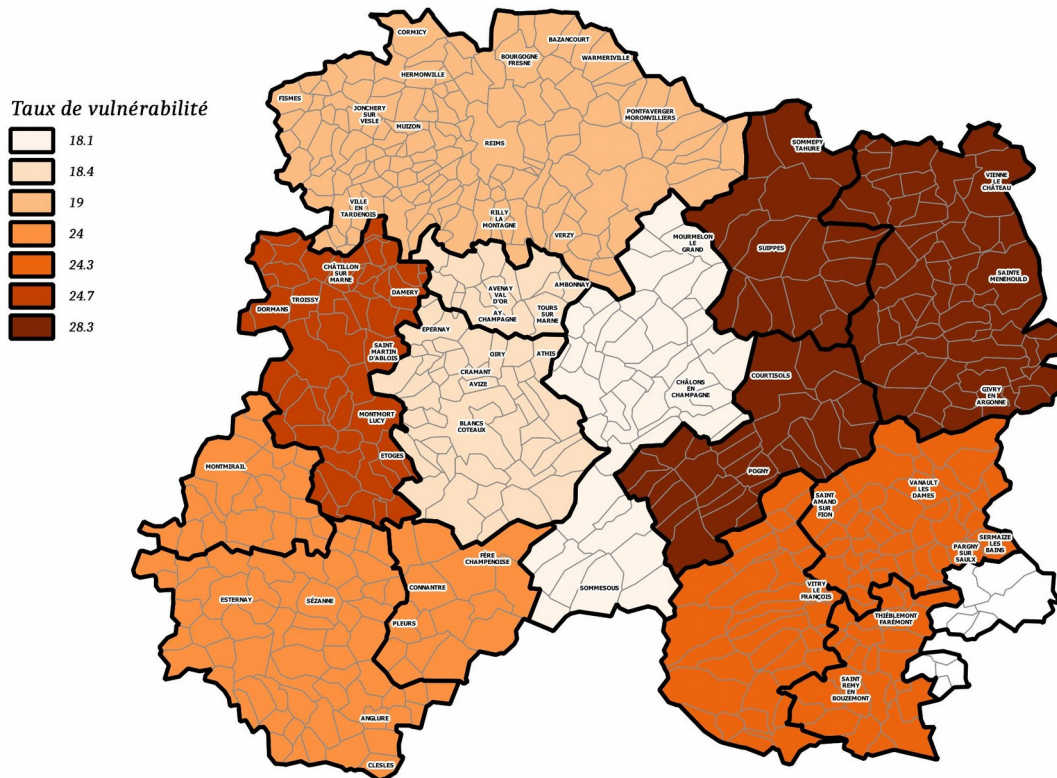 Taux de vulnérabilité
18.1
18.4
19
24
24.3
24.7
28.3
CORMICY
BAZANCOURT
BOURGOGNE
FRESNE
WARMERIVILLE
HERMONVILLE
FISMES
JONCHERY
SUR
VESLE
MUIZON
PONTFAVERGER
MORONVILLIERS
REIMS
SOMMEPY
TAHURE
VIENNE
LE
CHÂTEAU
VILLE
EN
TARDENOIS
RILLY
LA
MONTAGNE
VERZY
MOURMELON
LE
GRAND
SUIPPES
SAINTE
MENEHOULD
CHÂTILLON
SUR
MARNE
TROISSY
DAMERY
DORMANS
AVENAY
VAL
D'OR
AMBONNAY
AY
CHAMPAGNE
TOURS
SUR
MARNE
EPERNAY
SAINT
MARTIN
D'ABLOIS
OIRY
ATHIS
CRAMANT
AVIZE
CHÂLONS
EN
CHAMPAGNE
COURTISOLS
GIVRY
EN
ARGONNE
MONTMORT
LUCY
BLANCS
COTEAUX
ETOGES
MONTMIRAIL
POGNY
VANAULT
LES
DAMES
SAINT
AMAND
SUR
FION
SERMAIZE
LES
BAINS
PARGNY
SUR
SAULX
FÈRE
CHAMPENOISE
CONNANTRE
SOMMESOUS
VITRY
LE
FRANÇOIS
ESTERNAY
SÉZANNE
PLEURS
THIÉBLEMONT
FARÉMONT
SAINT
REMY
EN
BOUZEMONT
ANGLURE
CLESLES